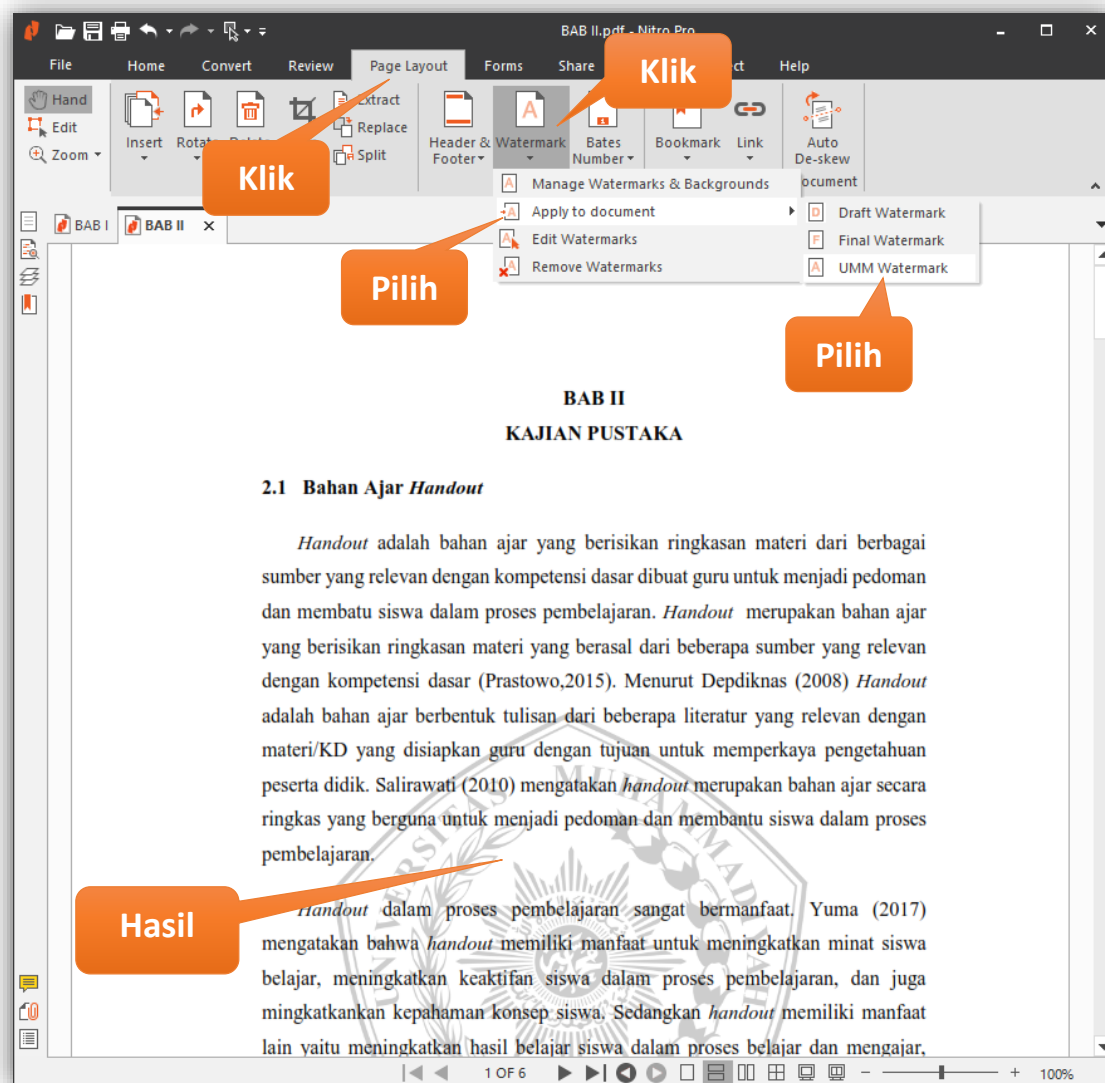 BAB II.pdf - Nitro Pro
File Home Convert Review Page Layout Forms Share Help
Klik
Hand
Edit
Zoom
Insert
Extract
Replace
Split
Header & Footer
Watermark
Bates Number
Bookmark
Link
Auto De-skew
Klik
Manage Watermarks & Backgrounds
Apply to document
Edit Watermarks
Remove Watermarks
Draft Watermark
Final Watermark
UMM Watermark
BAB I
BAB II
Pilih
Pilih
BAB II
KAJIAN PUSTAKA
2.1 Bahan Ajar Handout
Handout adalah bahan ajar yang berisikan ringkasan materi dari berbagai
sumber yang relevan dengan kompetensi dasar dibuat guru untuk menjadi pedoman
dan membatu siswa dalam proses pembelajaran. Handout merupakan bahan ajar
yang berisikan ringkasan materi yang berasal dari beberapa sumber yang relevan
dengan kompetensi dasar (Prastowo,2015). Menurut Depdiknas (2008) Handout
adalah bahan ajar berbentuk tulisan dari beberapa literatur yang relevan dengan
materi/KD yang disiapkan guru dengan tujuan untuk memperkaya pengetahuan
peserta didik. Salirawati (2010) mengatakan handout merupakan bahan ajar secara
ringkas yang berguna untuk menjadi pedoman dan membantu siswa dalam proses
pembelajaran.
UNIVERSITAS MUHAMMADIYAH
Hasil
Handout dalam proses pembelajaran sangat bermanfaat. Yuma (2017)
mengatakan bahwa handout memiliki manfaat untuk meningkatkan minat siswa
belajar, meningkatkan keaktifan siswa dalam proses pembelajaran, dan juga
mingkatkankan kepahaman konsep siswa. Sedangkan handout memiliki manfaat
lain yaitu meningkatkan hasil belajar siswa dalam proses belajar dan mengajar,
1 OF 6
100%